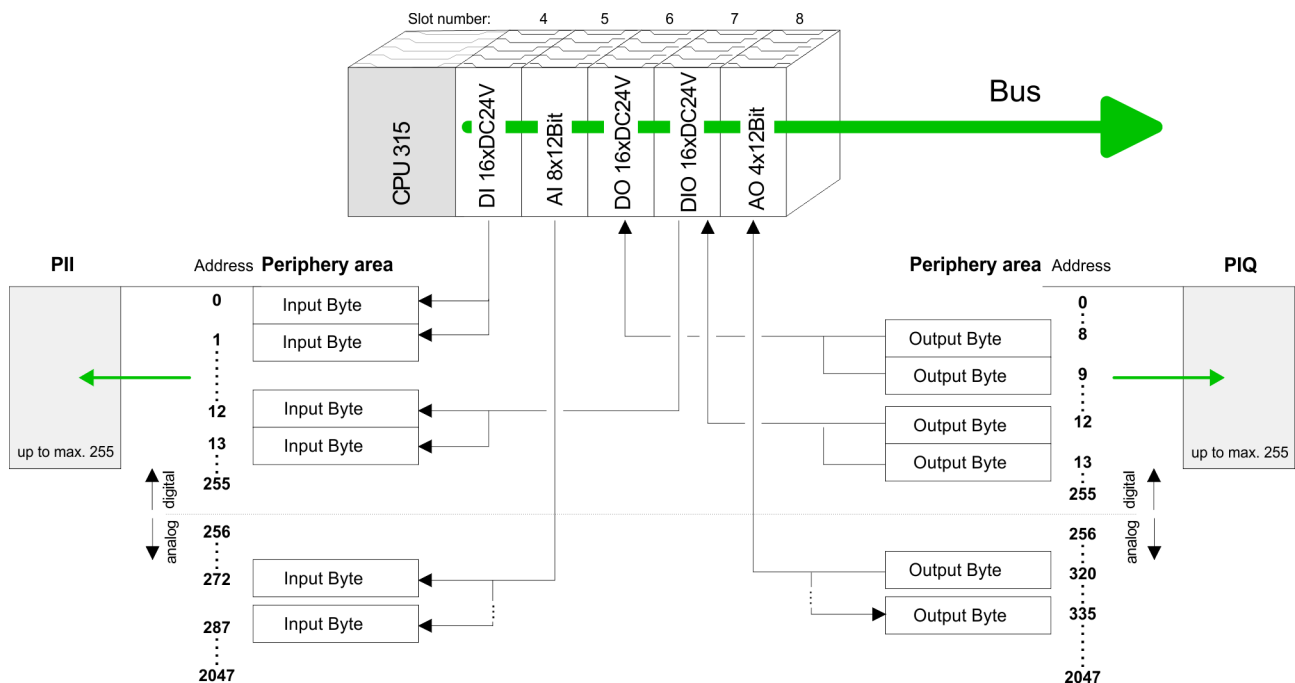 Slot number: 4 5 6 7 8
CPU 315
DI 16xDC24V
AI 8x12Bit
DO 16xDC24V
DIO 16xDC24V
AO 4x12Bit
Bus
PII
Address Periphery area
0
Input Byte
1
Input Byte
12
Input Byte
13
Input Byte
255
up to max. 255
digital
analog
256
272
Input Byte
287
Input Byte
2047
Periphery area Address
PIQ
0
Output Byte
8
Output Byte
9
Output Byte
12
Output Byte
13
255
up to max. 255
digital
analog
256
Output Byte
320
Output Byte
335
2047